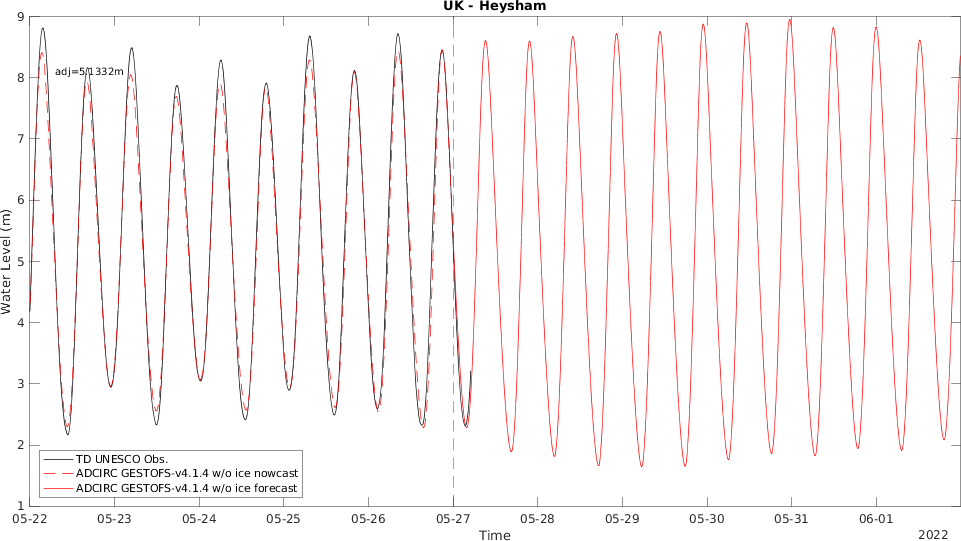 UK - Heysham
9
8
7
6
5
4
3
2
1
Water Level (m)
adj=5.1332m
TD UNESCO Obs.
ADCIRC GESTOFS-v4.1.4 w/o ice nowcast
ADCIRC GESTOFS-v4.1.4 w/o ice forecast
05-22 05-23 05-24 05-25 05-26 05-27 05-28 05-29 05-30 05-31 06-01
Time
2022